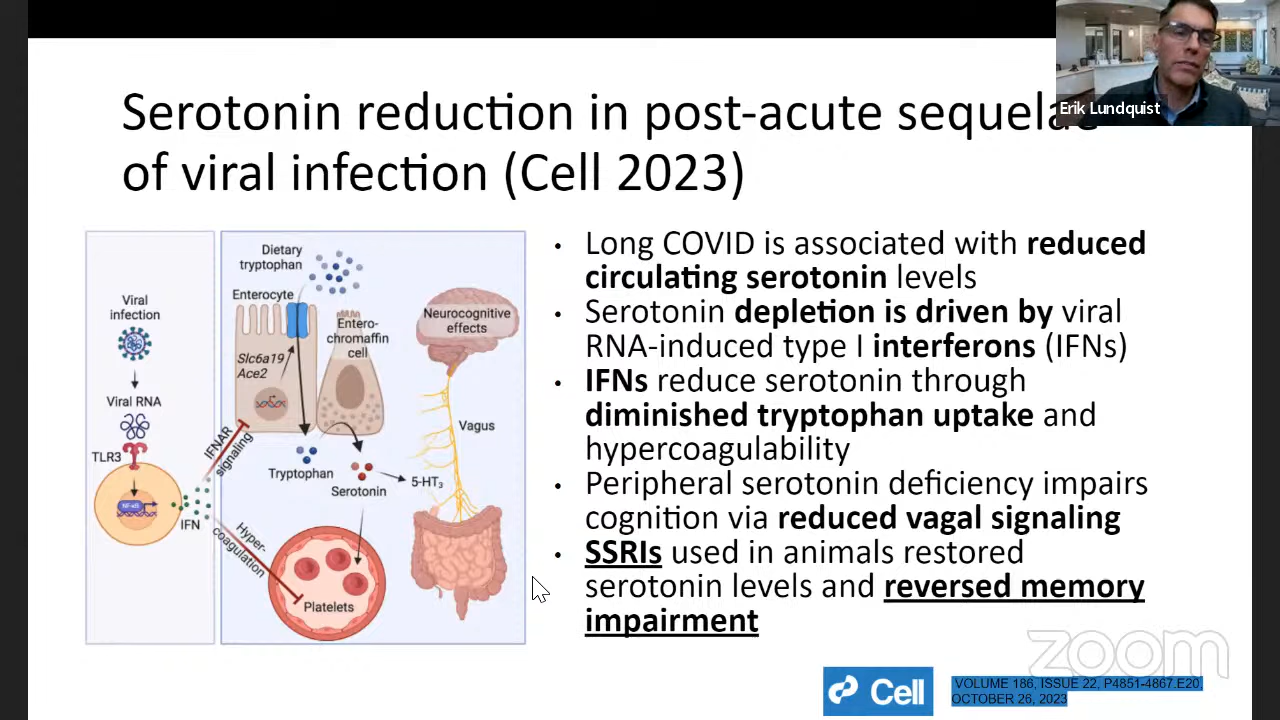 Erik Lundquist
Serotonin reduction in post-acute sequelae
of viral infection (Cell 2023)
Viral
infection
Viral RNA
TLR3
NF-κB
IFN
IFNAR
signaling
Hyper-
coagulation
Dietary
tryptophan
Enterocyte
Entero-
chromaffin
cell
Slc6a19
Ace2
Tryptophan
Serotonin
5-HT₃
Platelets
Neurocognitive
effects
Vagus
• Long COVID is associated with reduced
circulating serotonin levels
• Serotonin depletion is driven by viral
RNA-induced type I interferons (IFNs)
• IFNs reduce serotonin through
diminished tryptophan uptake and
hypercoagulability
• Peripheral serotonin deficiency impairs
cognition via reduced vagal signaling
• SSRIs used in animals restored
serotonin levels and reversed memory
impairment
zoom
Cell
VOLUME 186, ISSUE 22, P4851-4867.E20,
OCTOBER 26, 2023